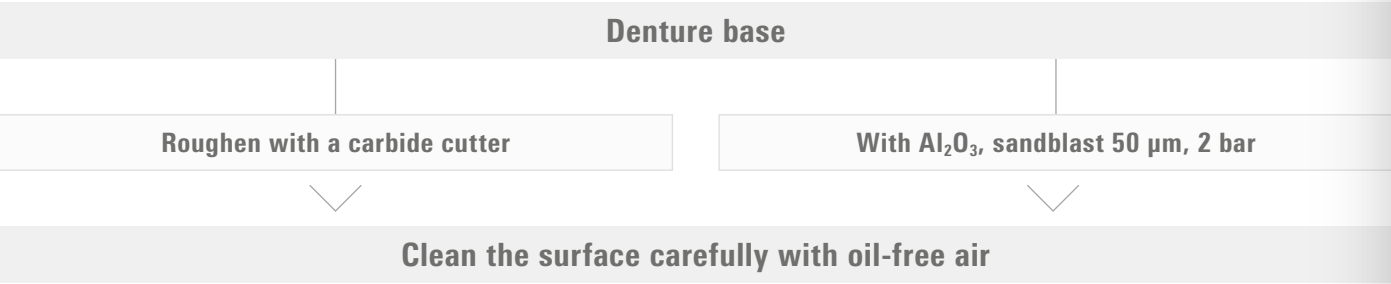 Denture base
Roughen with a carbide cutter
With Al₂O₃, sandblast 50 µm, 2 bar
Clean the surface carefully with oil-free air